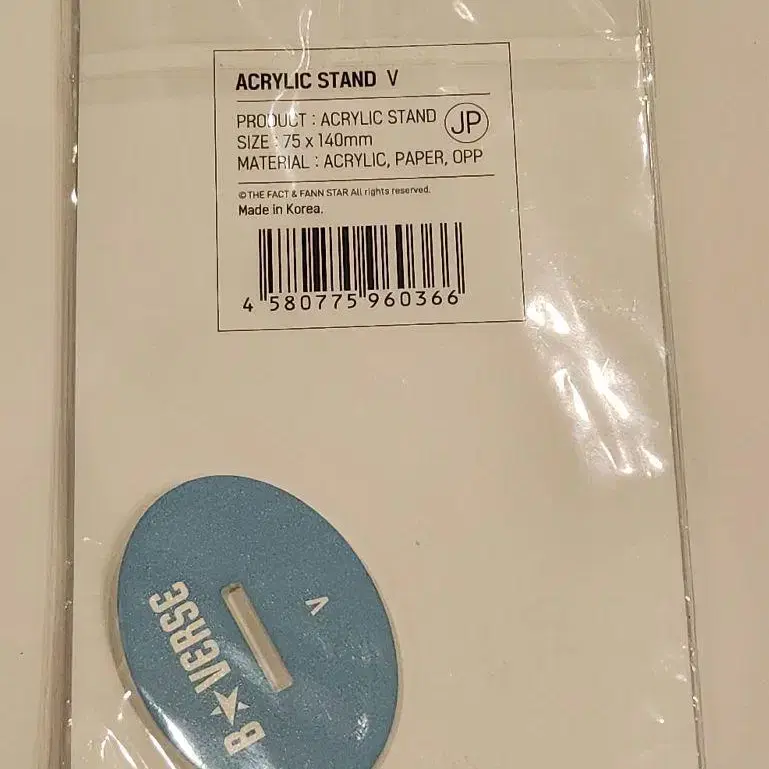 ACRYLIC STAND V
PRODUCT : ACRYLIC STAND
JP
SIZE : 75 x 140mm
MATERIAL : ACRYLIC, PAPER, OPP
©THE FACT & FANN STAR All rights reserved.
Made in Korea.
4 580775 960366
B★VERSE
V